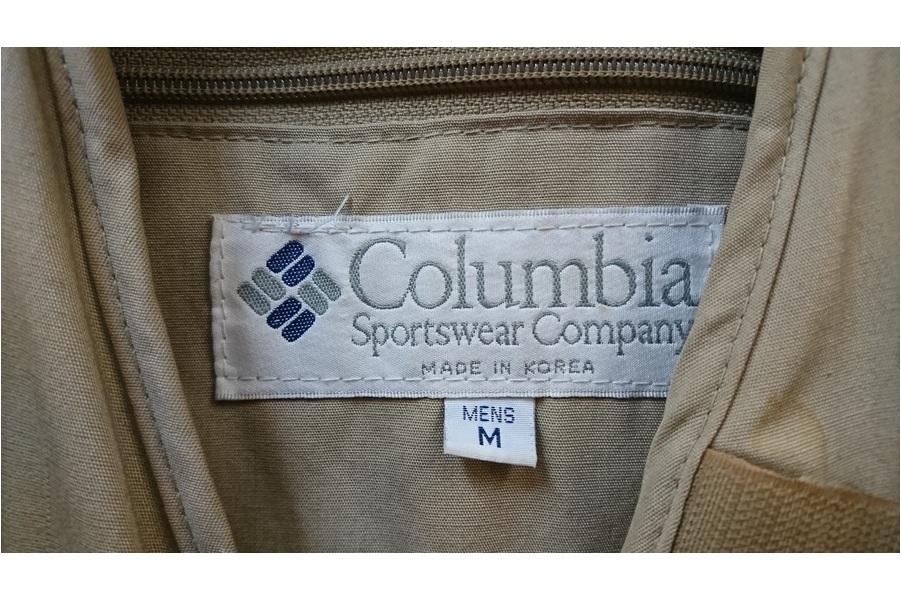 Columbia
Sportswear Company
MADE IN KOREA
MENS
M